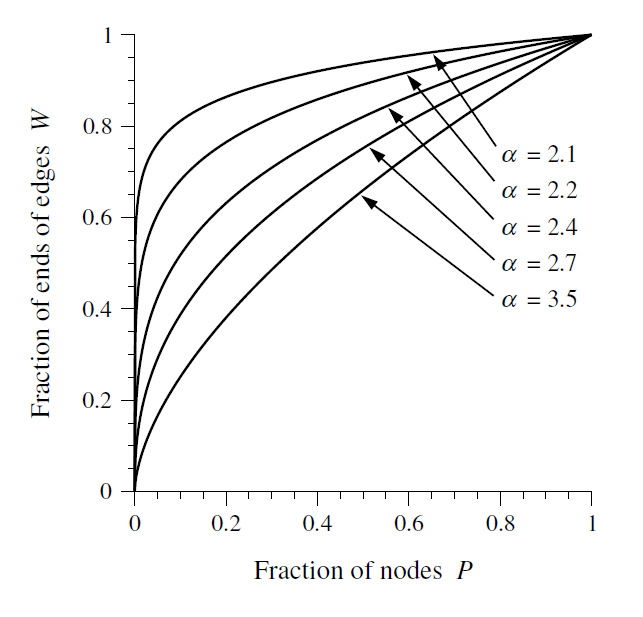 Fraction of ends of edges W
1
0.8
0.6
0.4
0.2
0
α = 2.1
α = 2.2
α = 2.4
α = 2.7
α = 3.5
0 0.2 0.4 0.6 0.8 1
Fraction of nodes P